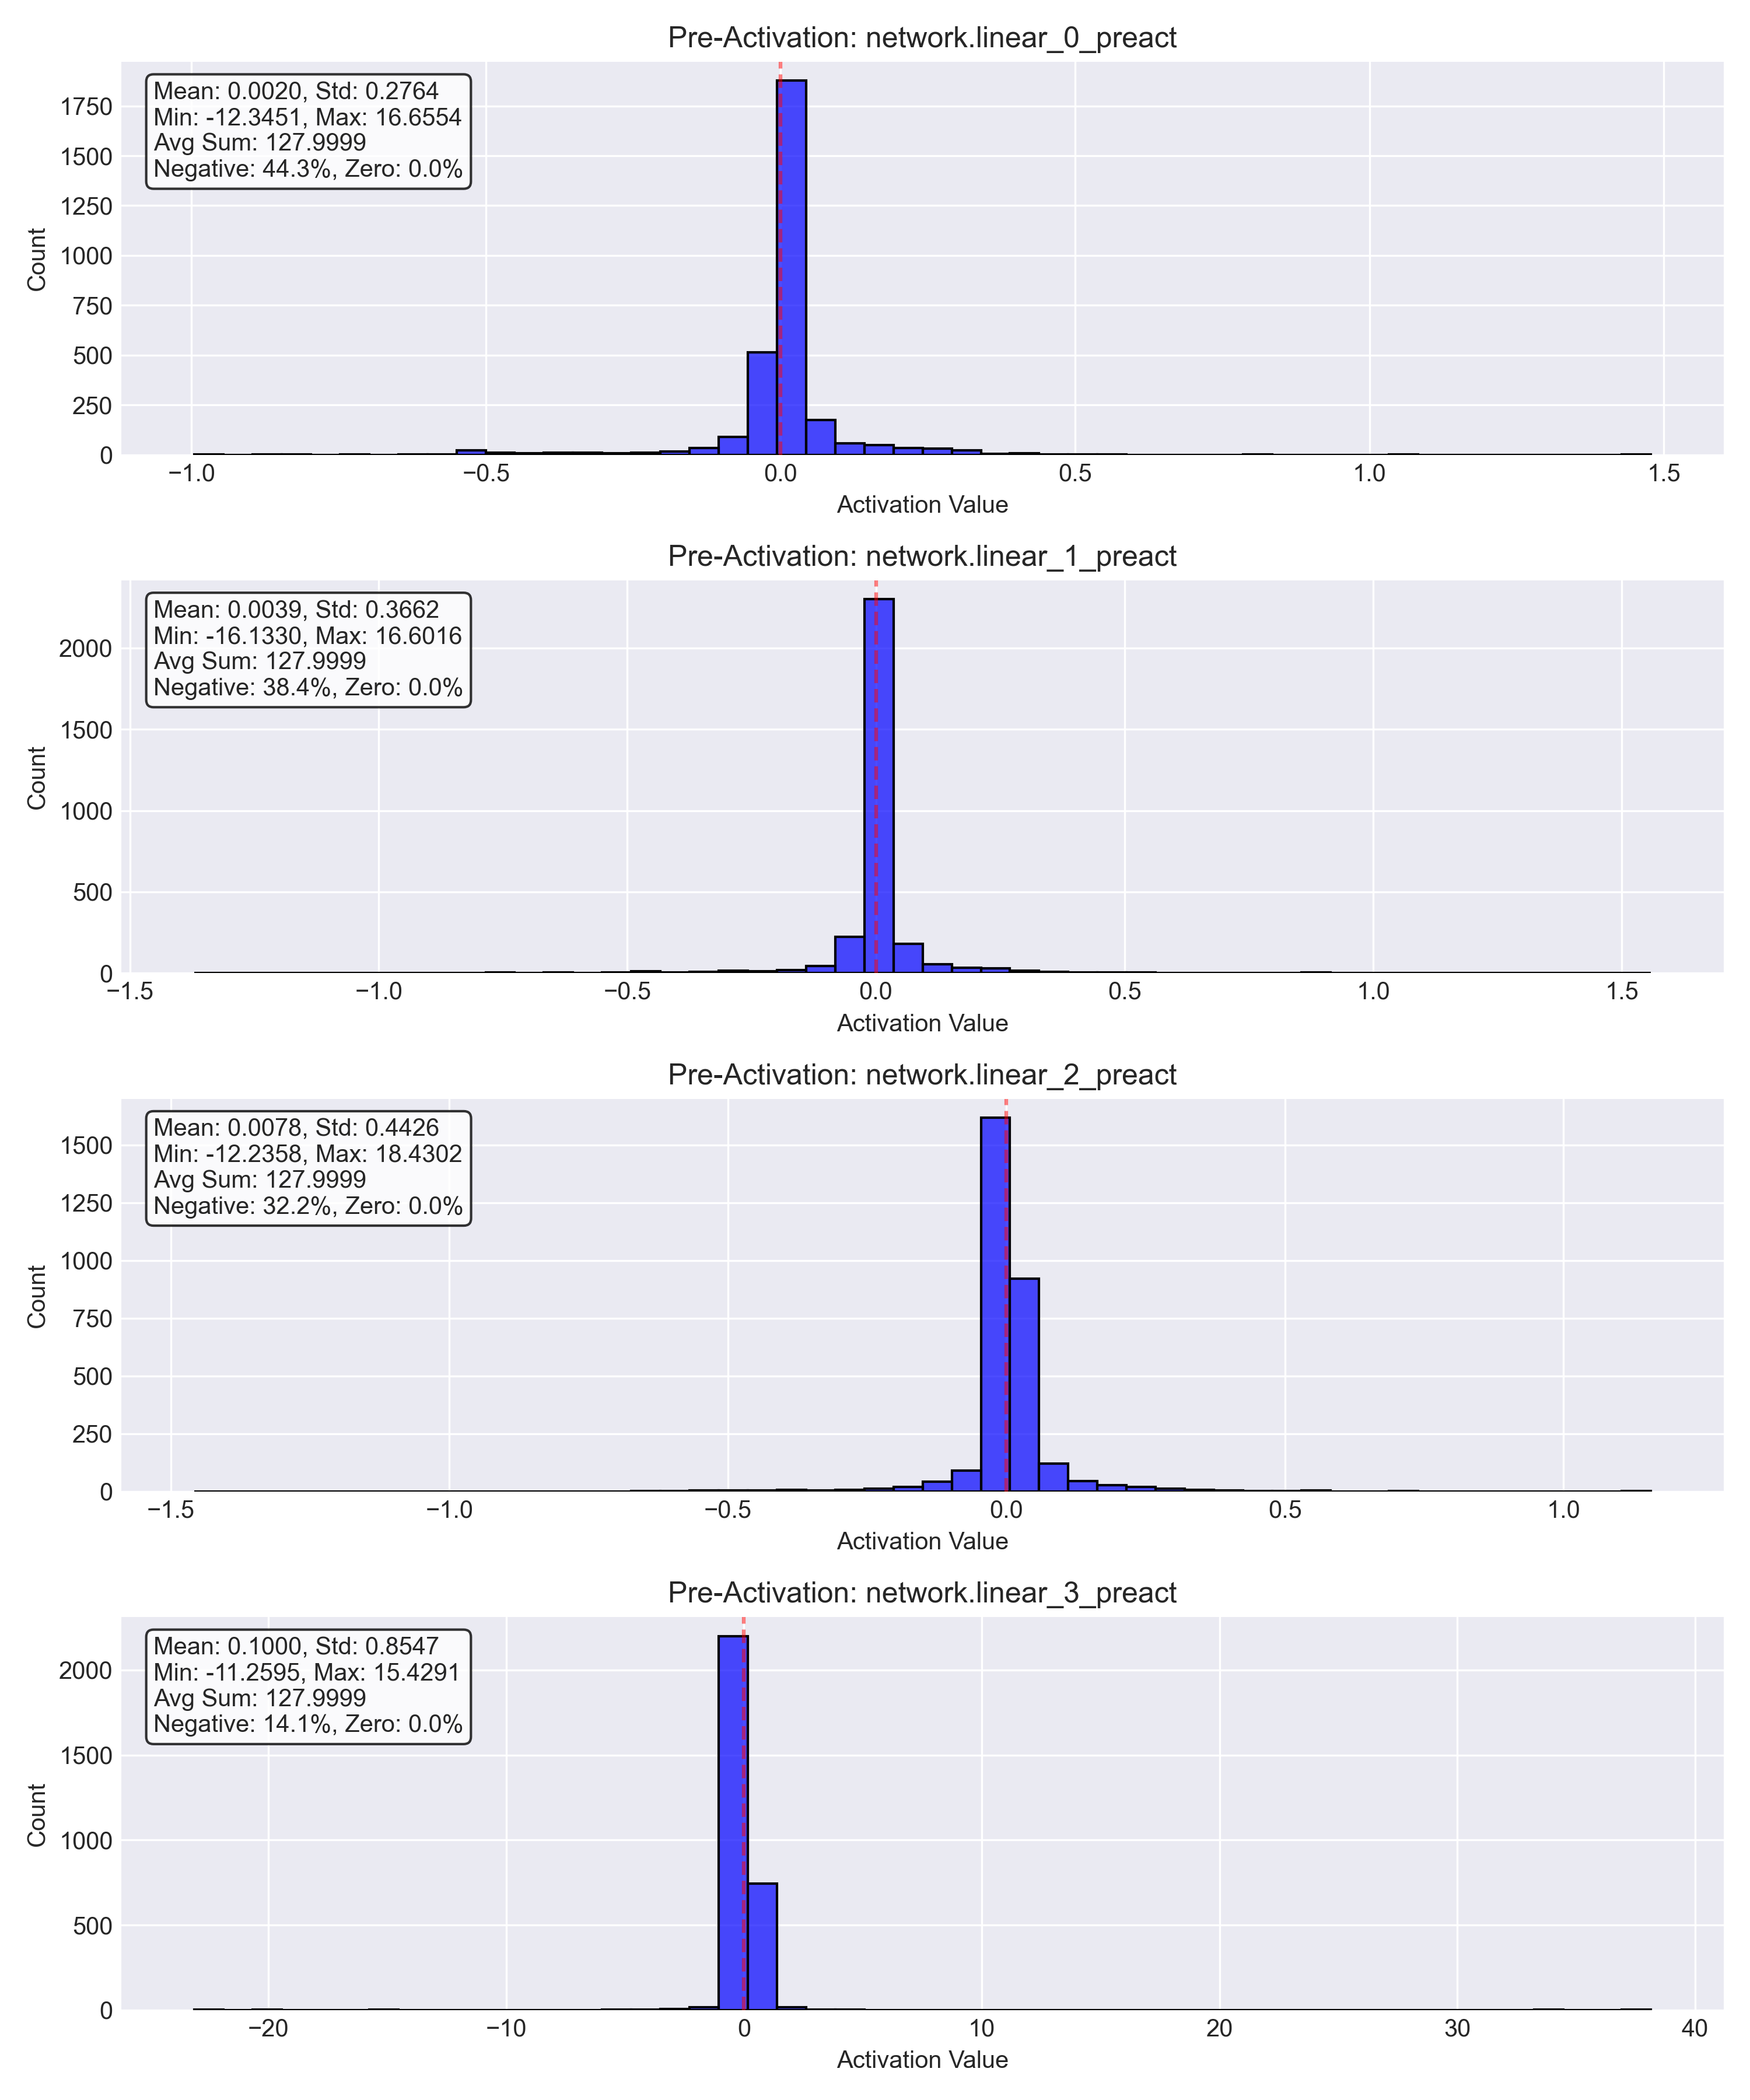 Pre-Activation: network.linear_0_preact
Mean: 0.0020, Std: 0.2764
Min: -12.3451, Max: 16.6554
Avg Sum: 127.9999
Negative: 44.3%, Zero: 0.0%
Count
1750
1500
1250
1000
750
500
250
0
−1.0 −0.5 0.0 0.5 1.0 1.5
Activation Value
Pre-Activation: network.linear_1_preact
Mean: 0.0039, Std: 0.3662
Min: -16.1330, Max: 16.6016
Avg Sum: 127.9999
Negative: 38.4%, Zero: 0.0%
Count
2000
1500
1000
500
0
−1.5 −1.0 −0.5 0.0 0.5 1.0 1.5
Activation Value
Pre-Activation: network.linear_2_preact
Mean: 0.0078, Std: 0.4426
Min: -12.2358, Max: 18.4302
Avg Sum: 127.9999
Negative: 32.2%, Zero: 0.0%
Count
1500
1250
1000
750
500
250
0
−1.5 −1.0 −0.5 0.0 0.5 1.0
Activation Value
Pre-Activation: network.linear_3_preact
Mean: 0.1000, Std: 0.8547
Min: -11.2595, Max: 15.4291
Avg Sum: 127.9999
Negative: 14.1%, Zero: 0.0%
Count
2000
1500
1000
500
0
−20 −10 0 10 20 30 40
Activation Value